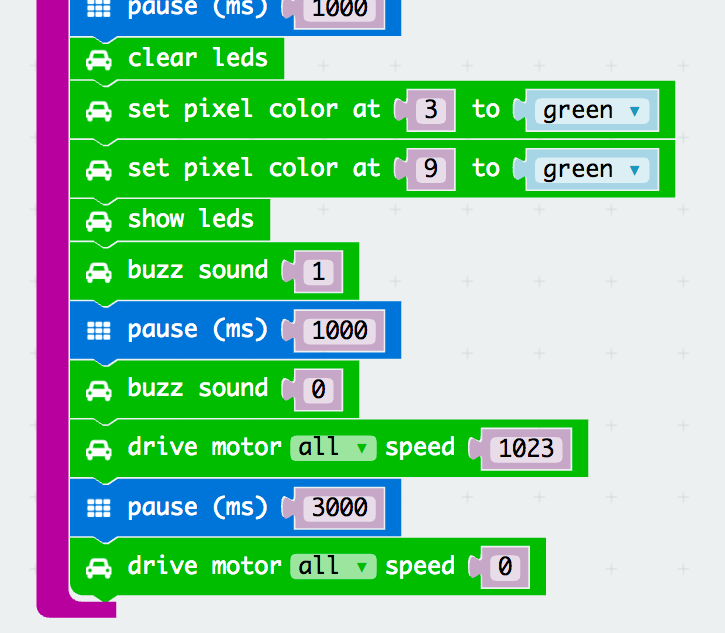 pause (ms) 1000
clear leds
set pixel color at 3 to green
set pixel color at 9 to green
show leds
buzz sound 1
pause (ms) 1000
buzz sound 0
drive motor all speed 1023
pause (ms) 3000
drive motor all speed 0